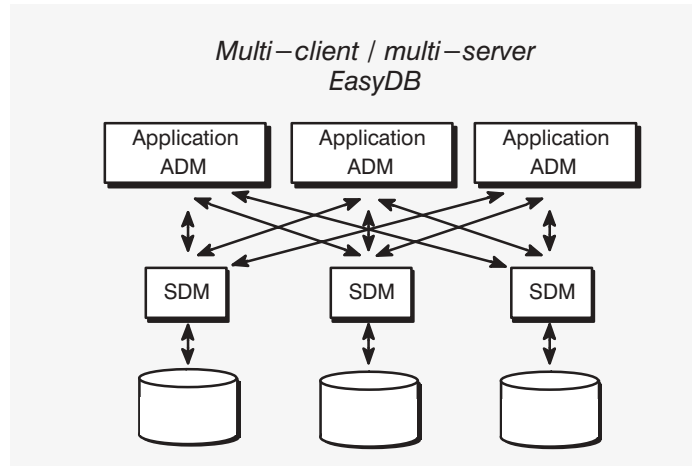 Multi–client / multi–server
EasyDB
Application
ADM
Application
ADM
Application
ADM
SDM
SDM
SDM